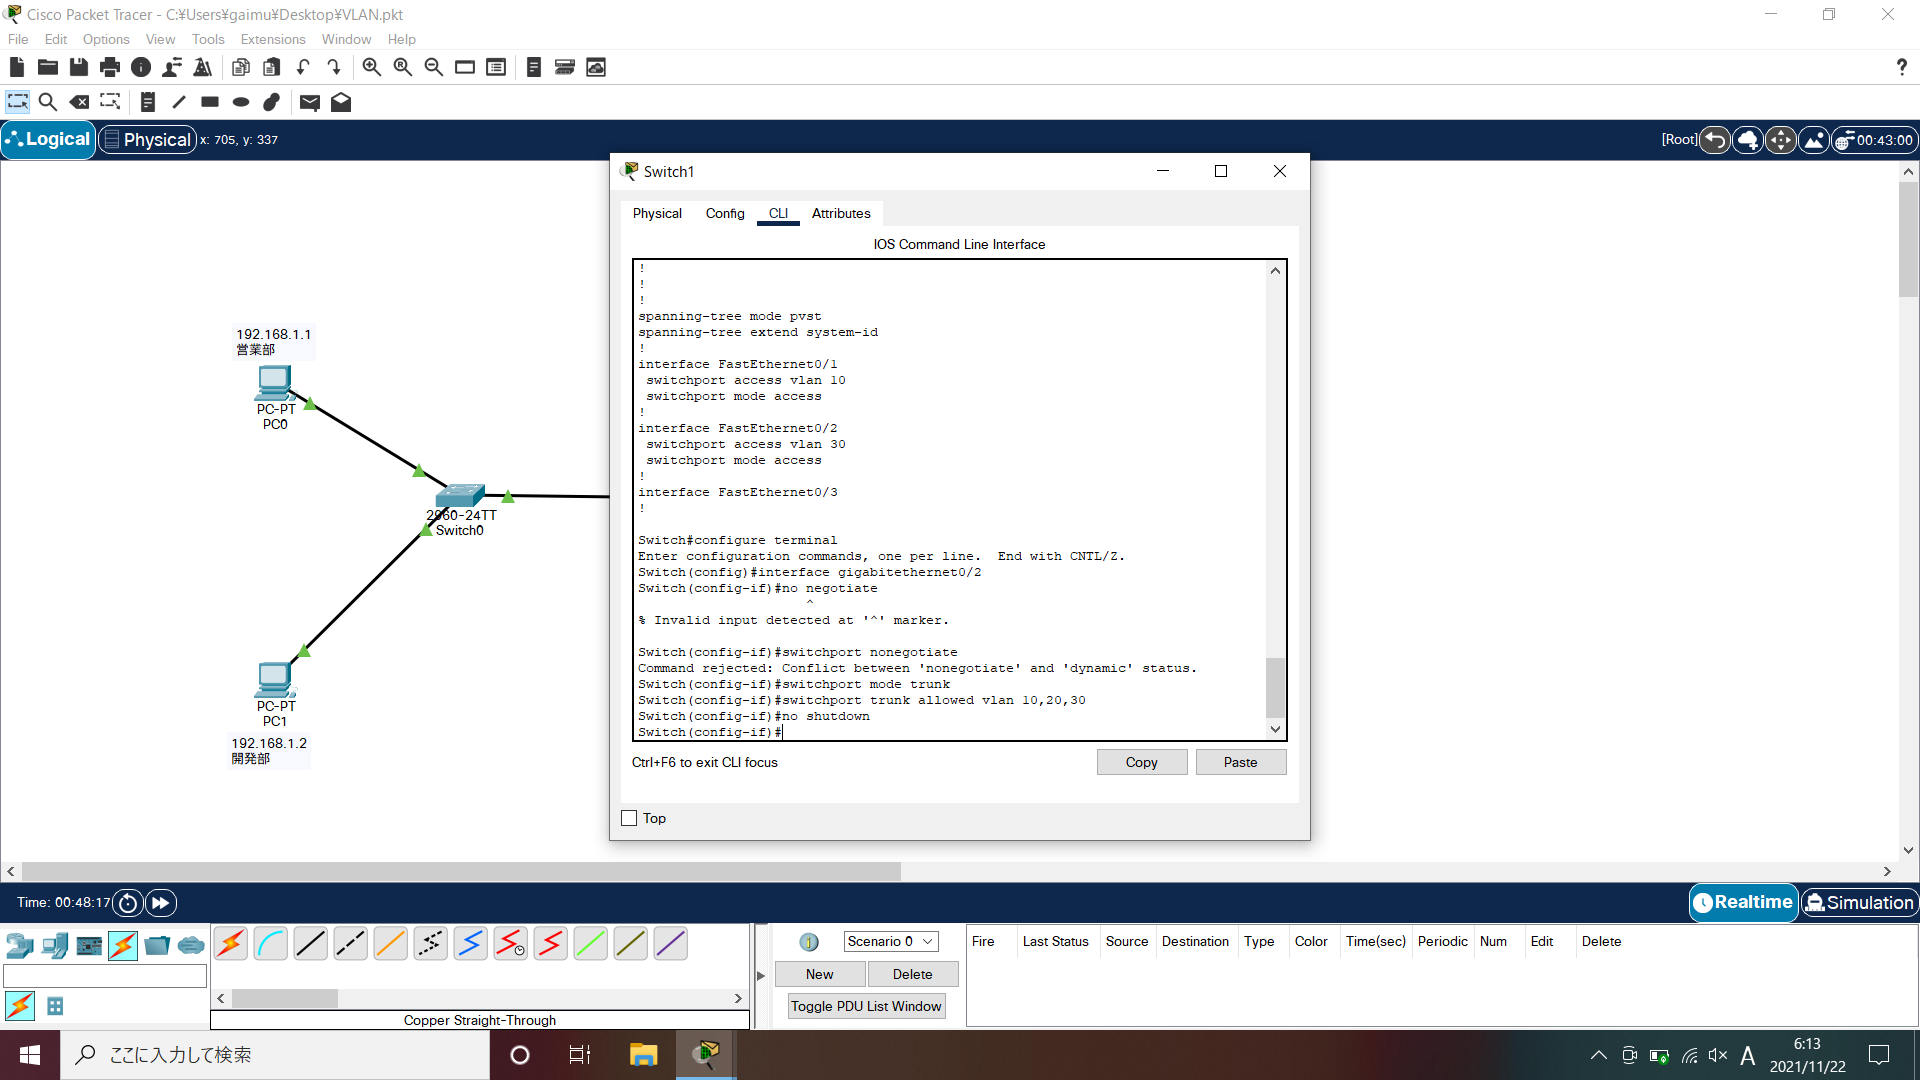 Cisco Packet Tracer - C:¥Users¥gaimu¥Desktop¥VLAN.pkt
File Edit Options View Tools Extensions Window Help
?
Logical Physical x: 705, y: 337 [Root] 00:43:00
Switch1
Physical Config CLI Attributes
IOS Command Line Interface
!
!
!
spanning-tree mode pvst
spanning-tree extend system-id
!
interface FastEthernet0/1
switchport access vlan 10
switchport mode access
!
interface FastEthernet0/2
switchport access vlan 30
switchport mode access
!
interface FastEthernet0/3
!
Switch#configure terminal
Enter configuration commands, one per line.  End with CNTL/Z.
Switch(config)#interface gigabitethernet0/2
Switch(config-if)#no negotiate
^
% Invalid input detected at '^' marker.
Switch(config-if)#switchport nonegotiate
Command rejected: Conflict between 'nonegotiate' and 'dynamic' status.
Switch(config-if)#switchport mode trunk
Switch(config-if)#switchport trunk allowed vlan 10,20,30
Switch(config-if)#no shutdown
Switch(config-if)#
Ctrl+F6 to exit CLI focus Copy Paste
Top
192.168.1.1
営業部
PC-PT
PC0
2960-24TT
Switch0
PC-PT
PC1
192.168.1.2
開発部
Time: 00:48:17 Realtime Simulation
Scenario 0
New Delete
Toggle PDU List Window
Fire Last Status Source Destination Type Color Time(sec) Periodic Num Edit Delete
Copper Straight-Through
ここに入力して検索
A
6:13
2021/11/22